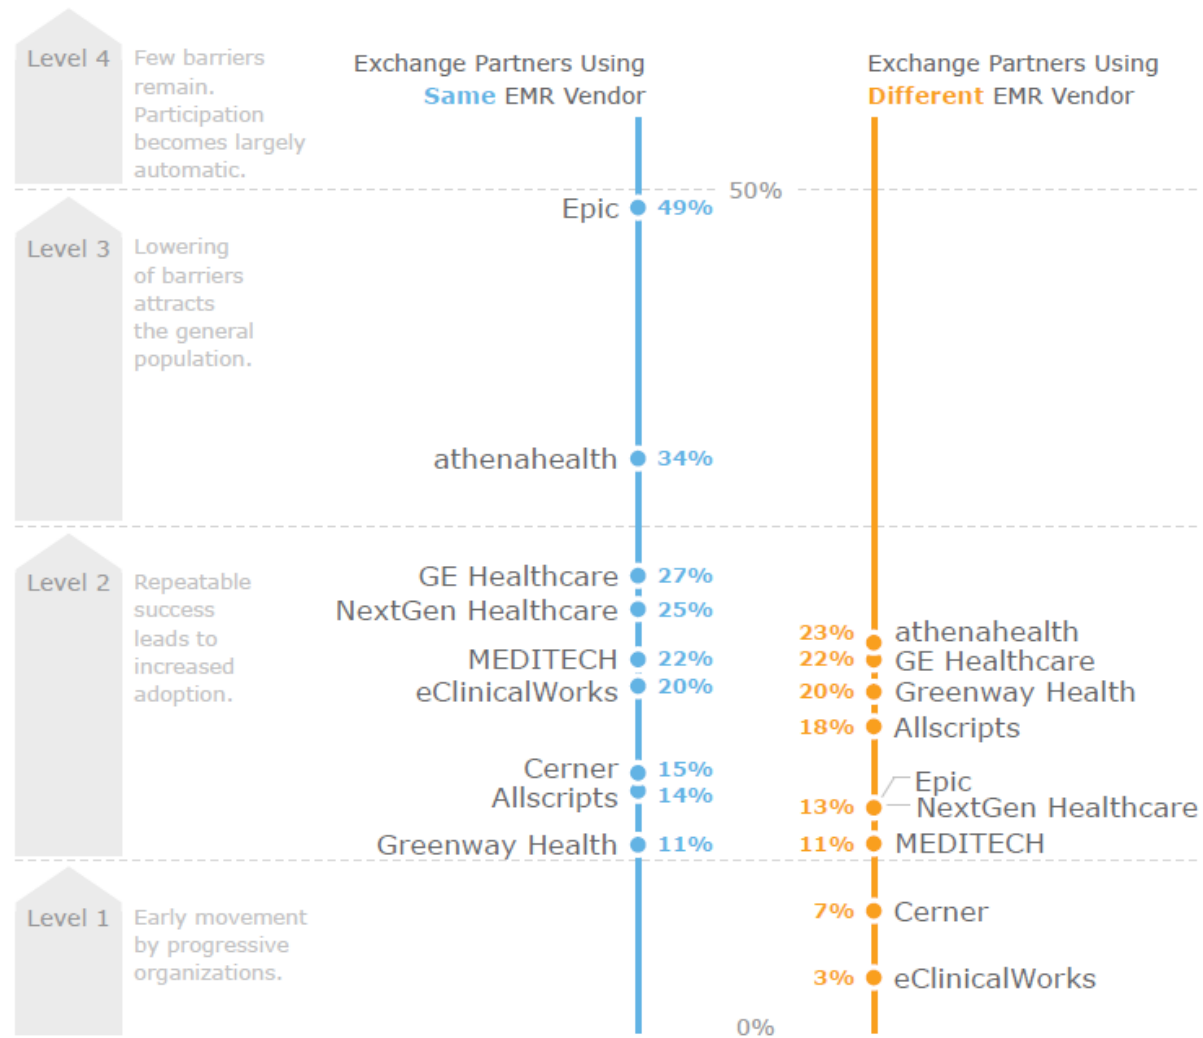 Level 4
Few barriers
remain.
Participation
becomes largely
automatic.
Exchange Partners Using
Same EMR Vendor
Exchange Partners Using
Different EMR Vendor
50%
Epic 49%
Level 3
Lowering
of barriers
attracts
the general
population.
athenahealth 34%
Level 2
Repeatable
success
leads to
increased
adoption.
GE Healthcare 27%
NextGen Healthcare 25%
MEDITECH 22%
eClinicalWorks 20%
Cerner 15%
Allscripts 14%
Greenway Health 11%
23% athenahealth
22% GE Healthcare
20% Greenway Health
18% Allscripts
Epic
13% NextGen Healthcare
11% MEDITECH
Level 1
Early movement
by progressive
organizations.
7% Cerner
3% eClinicalWorks
0%